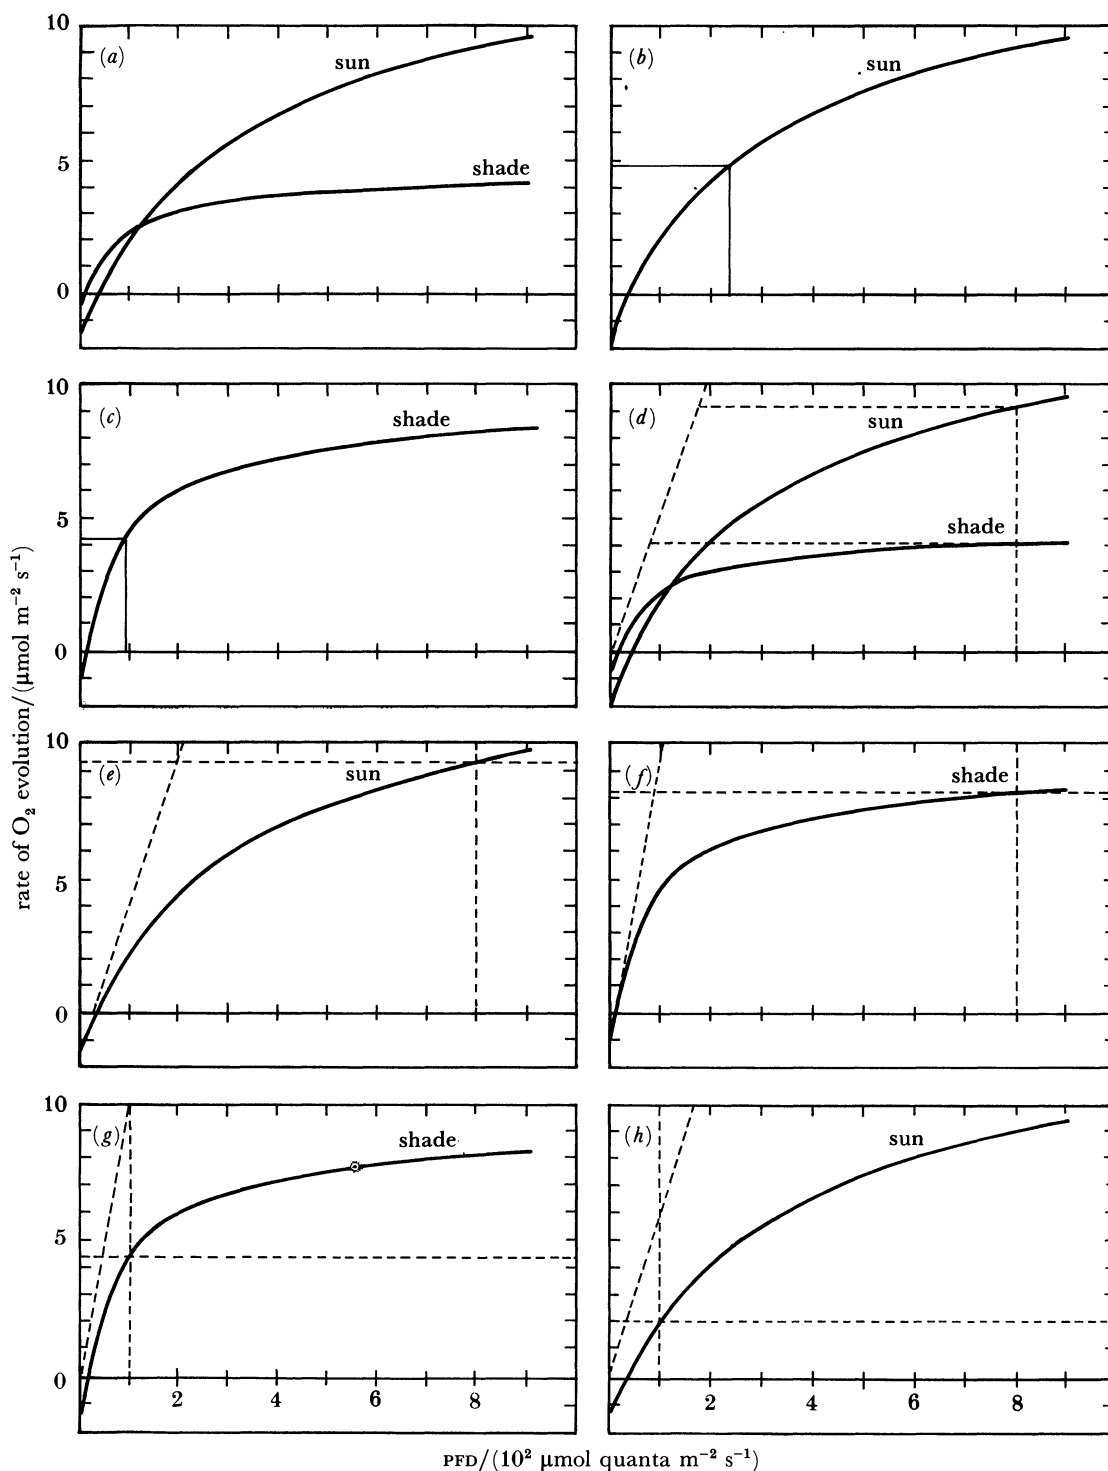 10
(a)
sun
5
shade
0
(b)
sun
10
(c)
shade
5
0
(d)
sun
shade
10
(e)
sun
5
0
(f)
shade
10
(g)
shade
5
0
2
4
6
8
(h)
sun
2
4
6
8
rate of O₂ evolution/(μmol m⁻² s⁻¹)
PFD/(10² μmol quanta m⁻² s⁻¹)